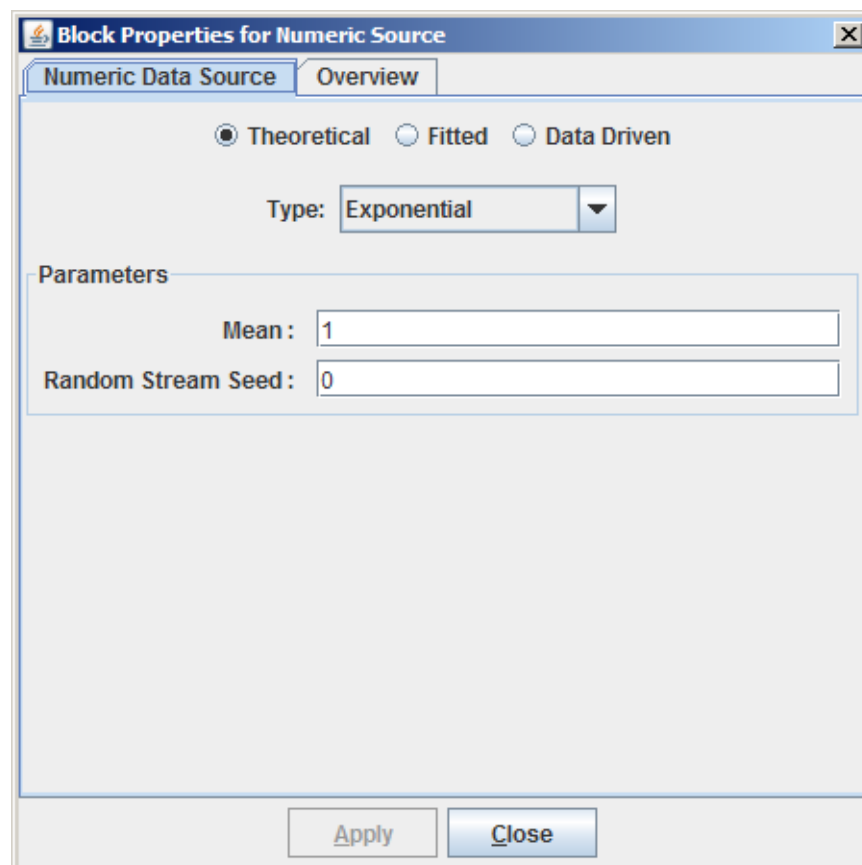 Block Properties for Numeric Source
Numeric Data Source Overview
Theoretical Fitted Data Driven
Type: Exponential
Parameters
Mean : 1
Random Stream Seed : 0
Apply Close